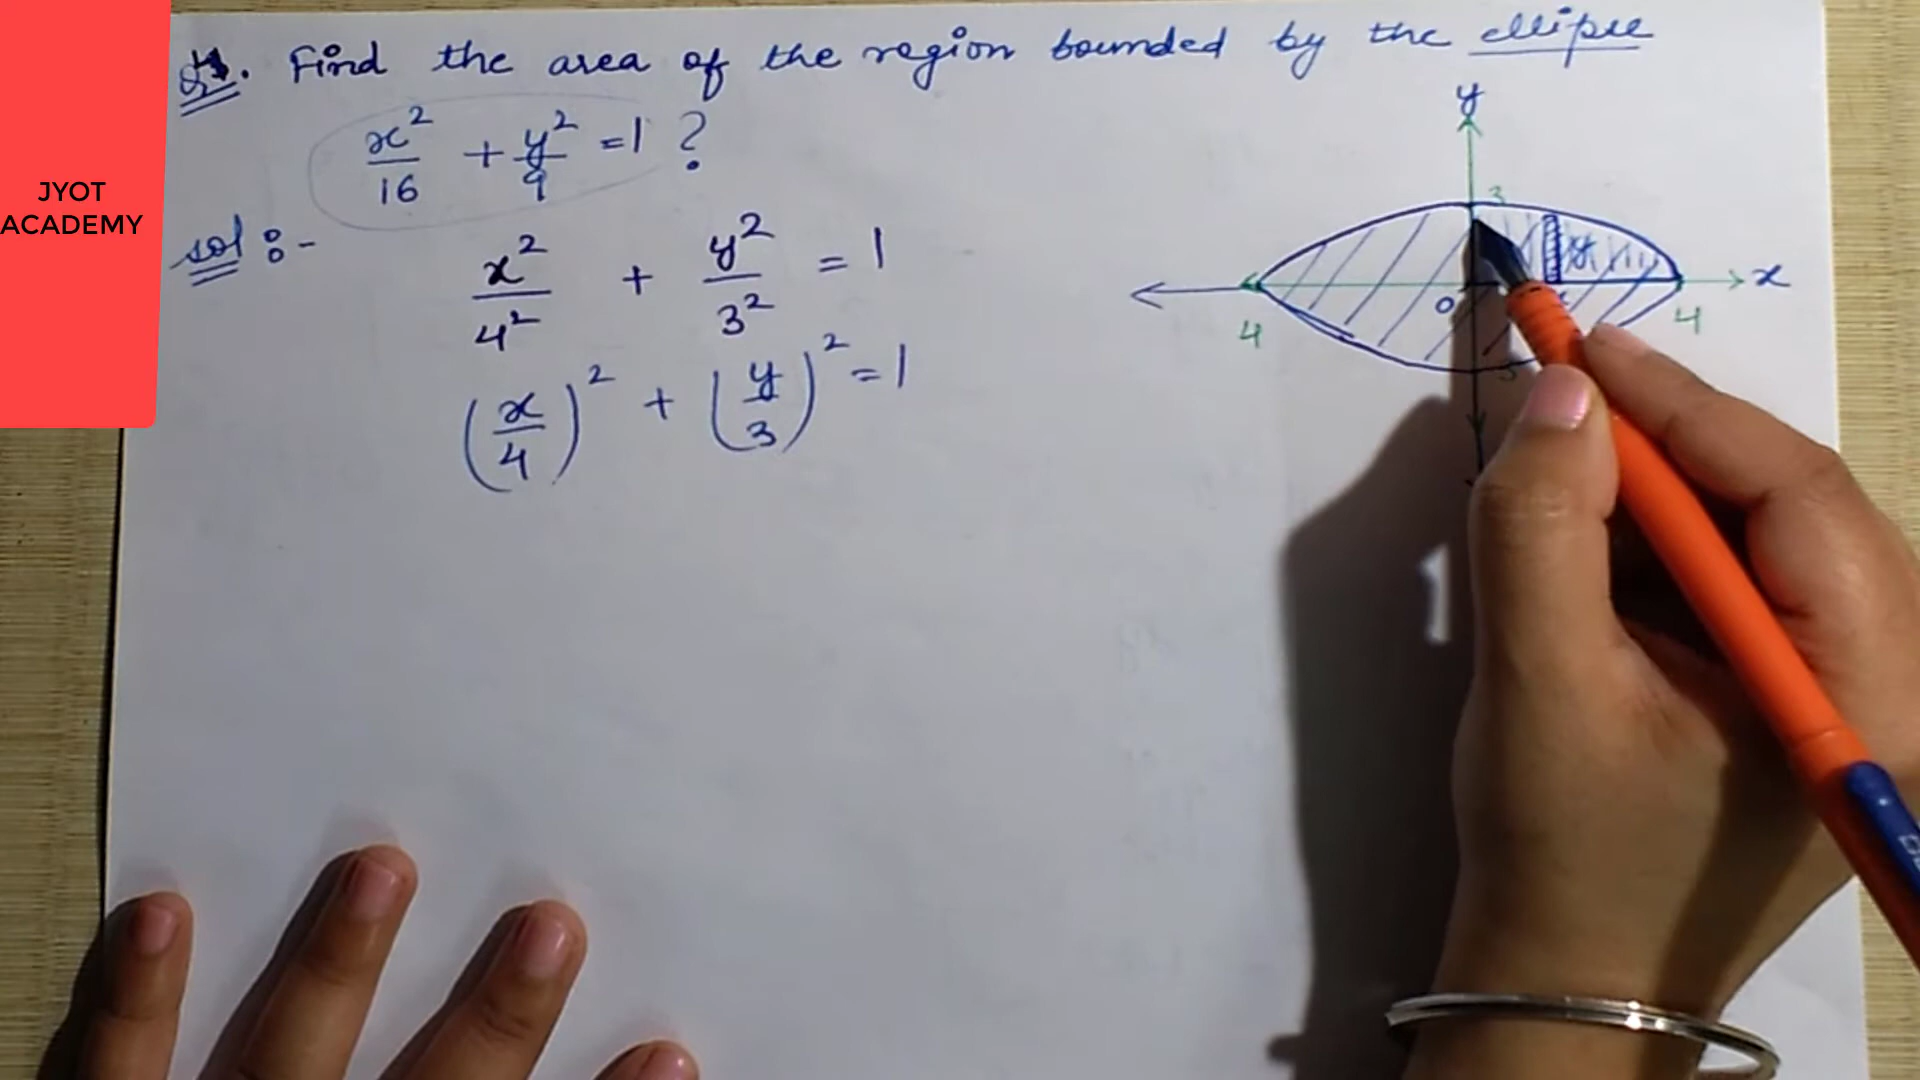 JYOT
ACADEMY
Find the area of the region bounded by the ellipse
x²/16 + y²/9 = 1 ?
sol :-
x²/4² + y²/3² = 1
(x/4)² + (y/3)² = 1
y
3
y
x
o
4
4
3